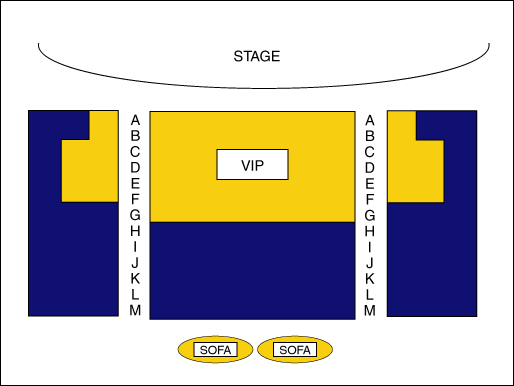 STAGE
A A
B B
C C
VIP
D D
E E
F F
G G
H H
I I
J J
K K
L L
M M
SOFA SOFA